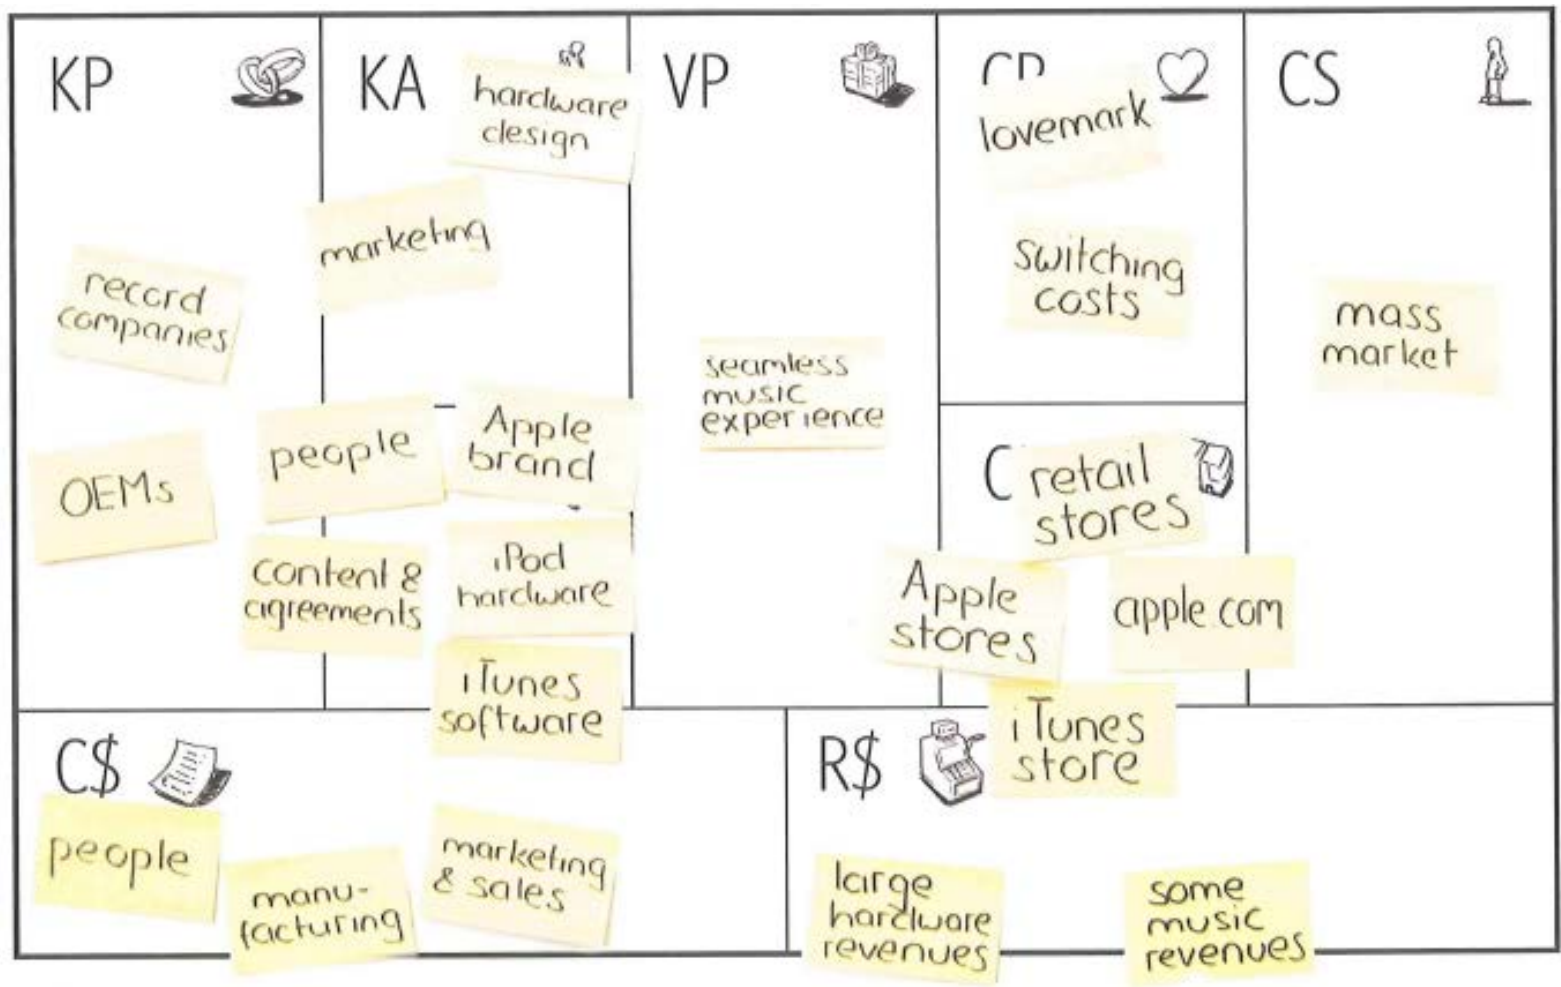 KP
record
companies
OEMs
KA
hardware
design
marketing
people
Apple
brand
content &
agreements
iPod
hardware
iTunes
software
VP
seamless
music
experience
CR
lovemark
switching
costs
C
retail
stores
Apple
stores
apple.com
iTunes
store
CS
mass
market
C$
people
manu-
facturing
marketing
& sales
R$
large
hardware
revenues
some
music
revenues